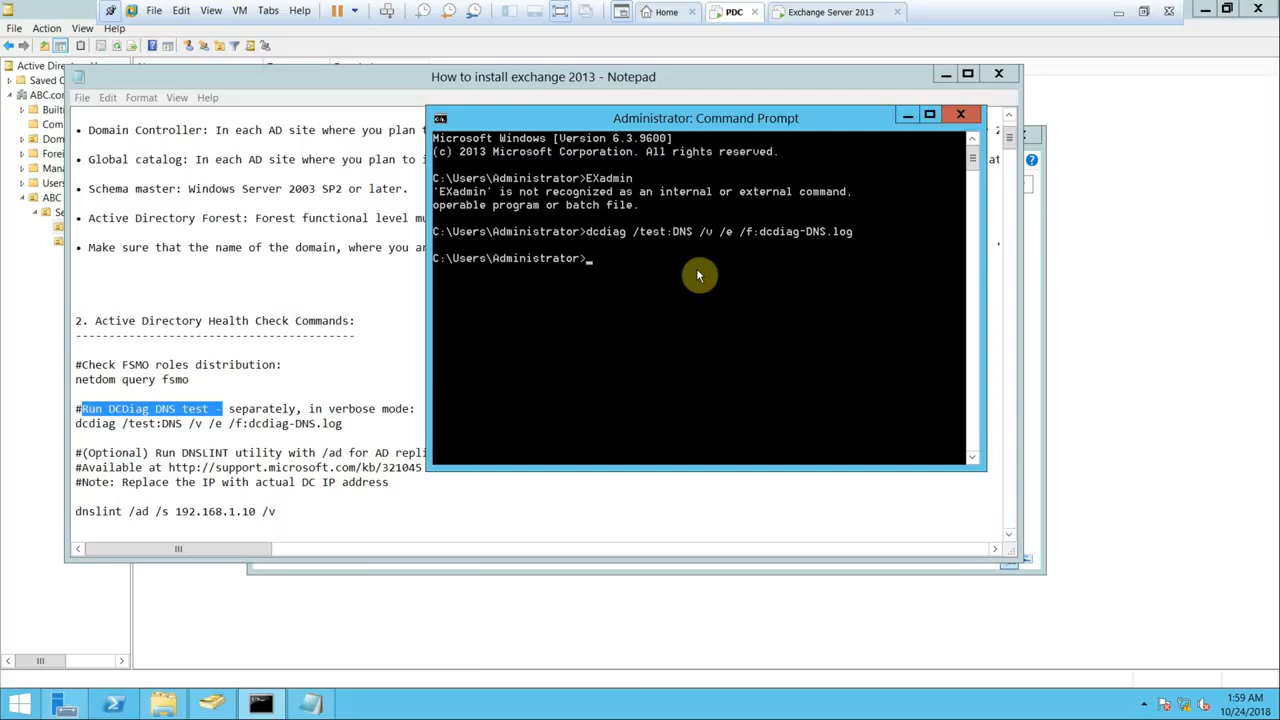 File Edit View VM Tabs Help
Home
PDC
Exchange Server 2013
File Action View Help
Active Direc
Saved
ABC.co
Builti
Com
Dom
Forei
Mana
Users
ABC
Se
How to install exchange 2013 - Notepad
File Edit Format View Help
• Domain Controller: In each AD site where you plan t
• Global catalog: In each AD site where you plan to i
• Schema master: Windows Server 2003 SP2 or later.
• Active Directory Forest: Forest functional level mu
• Make sure that the name of the domain, where you ar
2. Active Directory Health Check Commands:
------------------------------------------
#Check FSMO roles distribution:
netdom query fsmo
#Run DCDiag DNS test - separately, in verbose mode:
dcdiag /test:DNS /v /e /f:dcdiag-DNS.log
#(Optional) Run DNSLINT utility with /ad for AD repli
#Available at http://support.microsoft.com/kb/321045
#Note: Replace the IP with actual DC IP address
dnslint /ad /s 192.168.1.10 /v
Administrator: Command Prompt
Microsoft Windows [Version 6.3.9600]
(c) 2013 Microsoft Corporation. All rights reserved.
C:\Users\Administrator>EXadmin
'EXadmin' is not recognized as an internal or external command,
operable program or batch file.
C:\Users\Administrator>dcdiag /test:DNS /v /e /f:dcdiag-DNS.log
C:\Users\Administrator>_
1:59 AM
10/24/2018